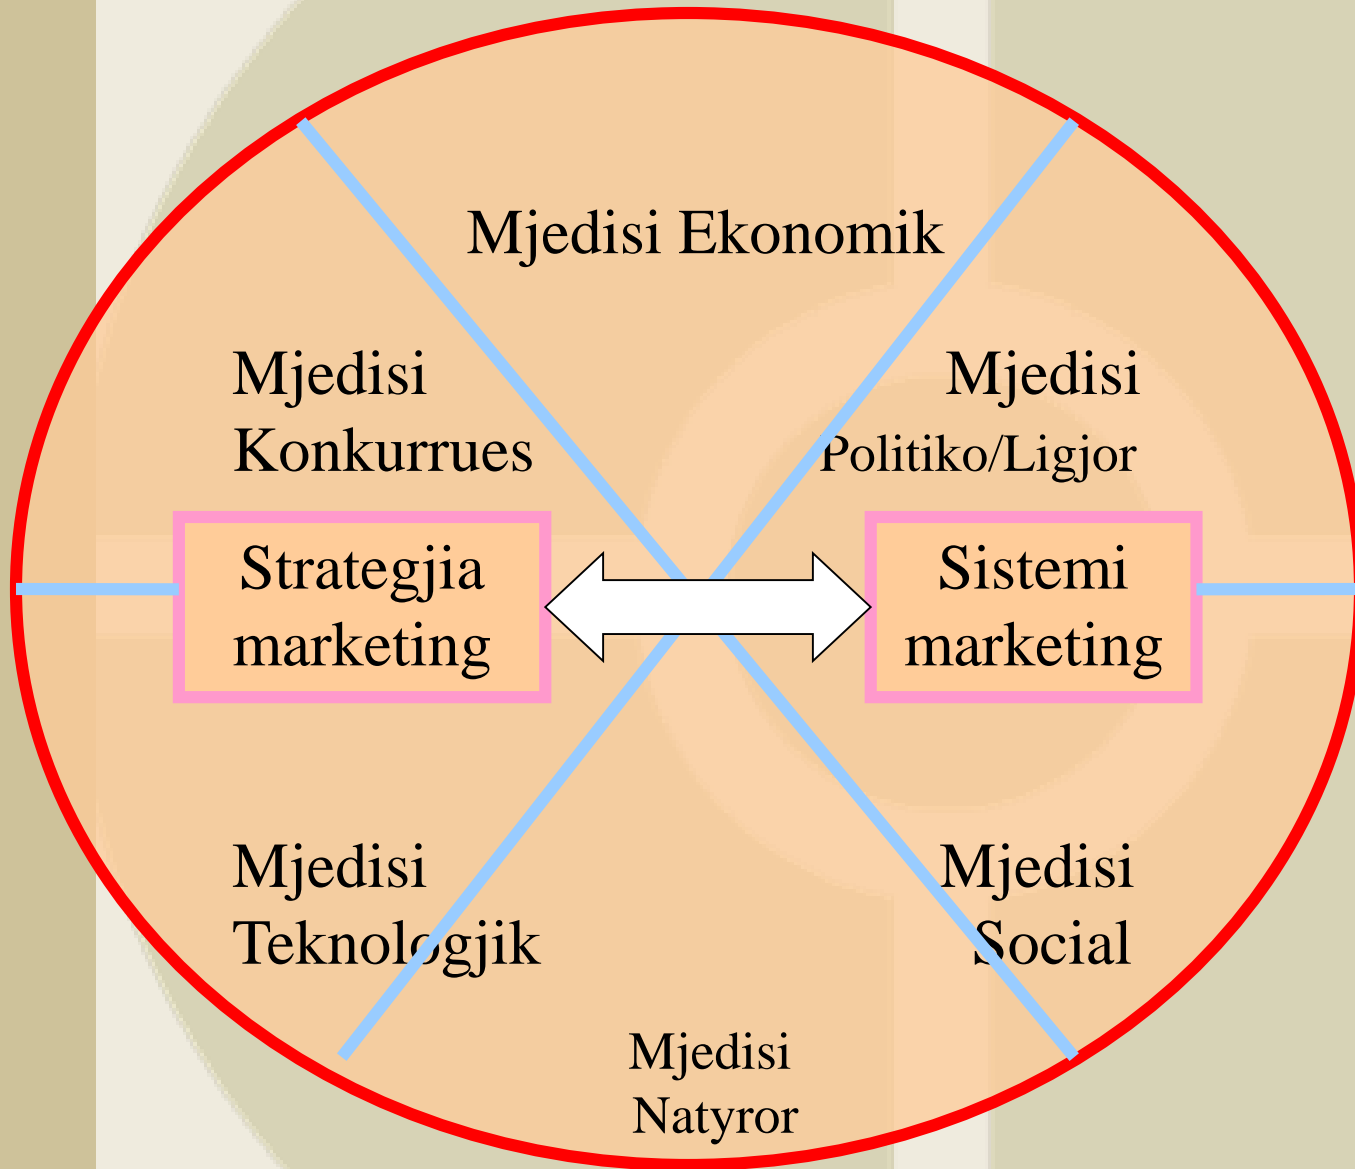 Mjedisi Ekonomik
Mjedisi
Konkurrues
Mjedisi
Politiko/Ligjor
Strategjia
marketing
Sistemi
marketing
Mjedisi
Teknologjik
Mjedisi
Social
Mjedisi
Natyror